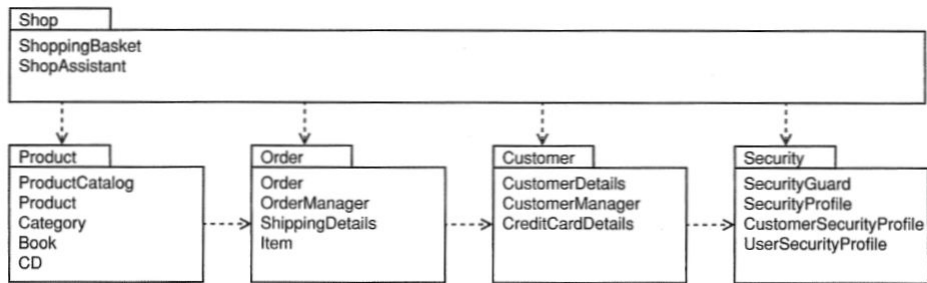 Shop
ShoppingBasket
ShopAssistant
Product
ProductCatalog
Product
Category
Book
CD
Order
Order
OrderManager
ShippingDetails
Item
Customer
CustomerDetails
CustomerManager
CreditCardDetails
Security
SecurityGuard
SecurityProfile
CustomerSecurityProfile
UserSecurityProfile